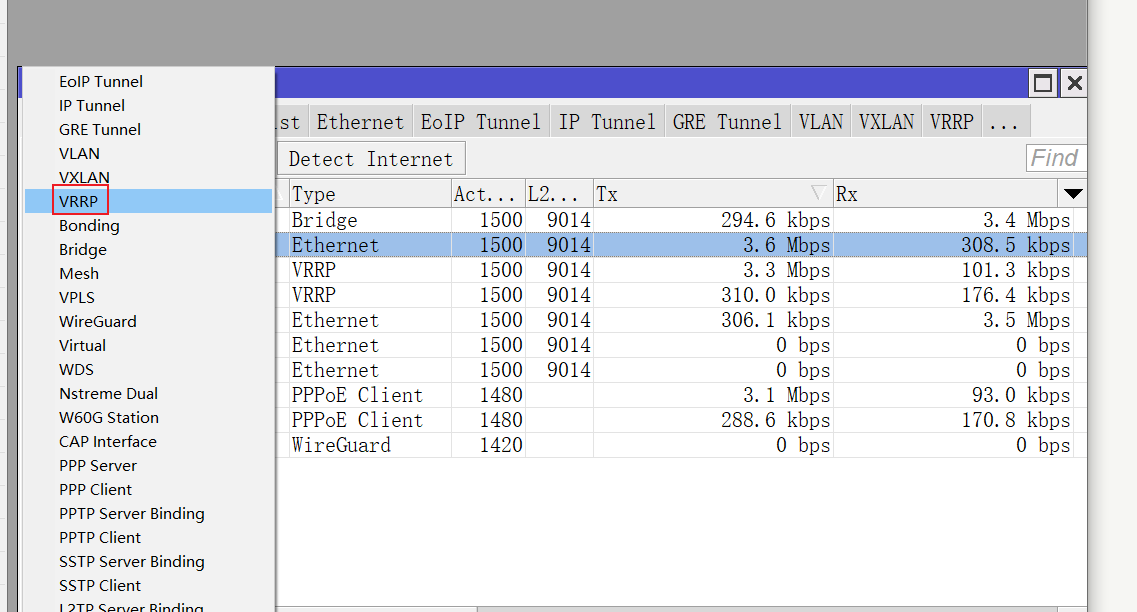 EoIP Tunnel
IP Tunnel
GRE Tunnel
VLAN
VXLAN
VRRP
Bonding
Bridge
Mesh
VPLS
WireGuard
Virtual
WDS
Nstreme Dual
W60G Station
CAP Interface
PPP Server
PPP Client
PPTP Server Binding
PPTP Client
SSTP Server Binding
SSTP Client
L2TP Server Binding
st Ethernet EoIP Tunnel IP Tunnel GRE Tunnel VLAN VXLAN VRRP ...
Detect Internet Find
Type Act... L2... Tx Rx
Bridge 1500 9014 294.6 kbps 3.4 Mbps
Ethernet 1500 9014 3.6 Mbps 308.5 kbps
VRRP 1500 9014 3.3 Mbps 101.3 kbps
VRRP 1500 9014 310.0 kbps 176.4 kbps
Ethernet 1500 9014 306.1 kbps 3.5 Mbps
Ethernet 1500 9014 0 bps 0 bps
Ethernet 1500 9014 0 bps 0 bps
PPPoE Client 1480 3.1 Mbps 93.0 kbps
PPPoE Client 1480 288.6 kbps 170.8 kbps
WireGuard 1420 0 bps 0 bps